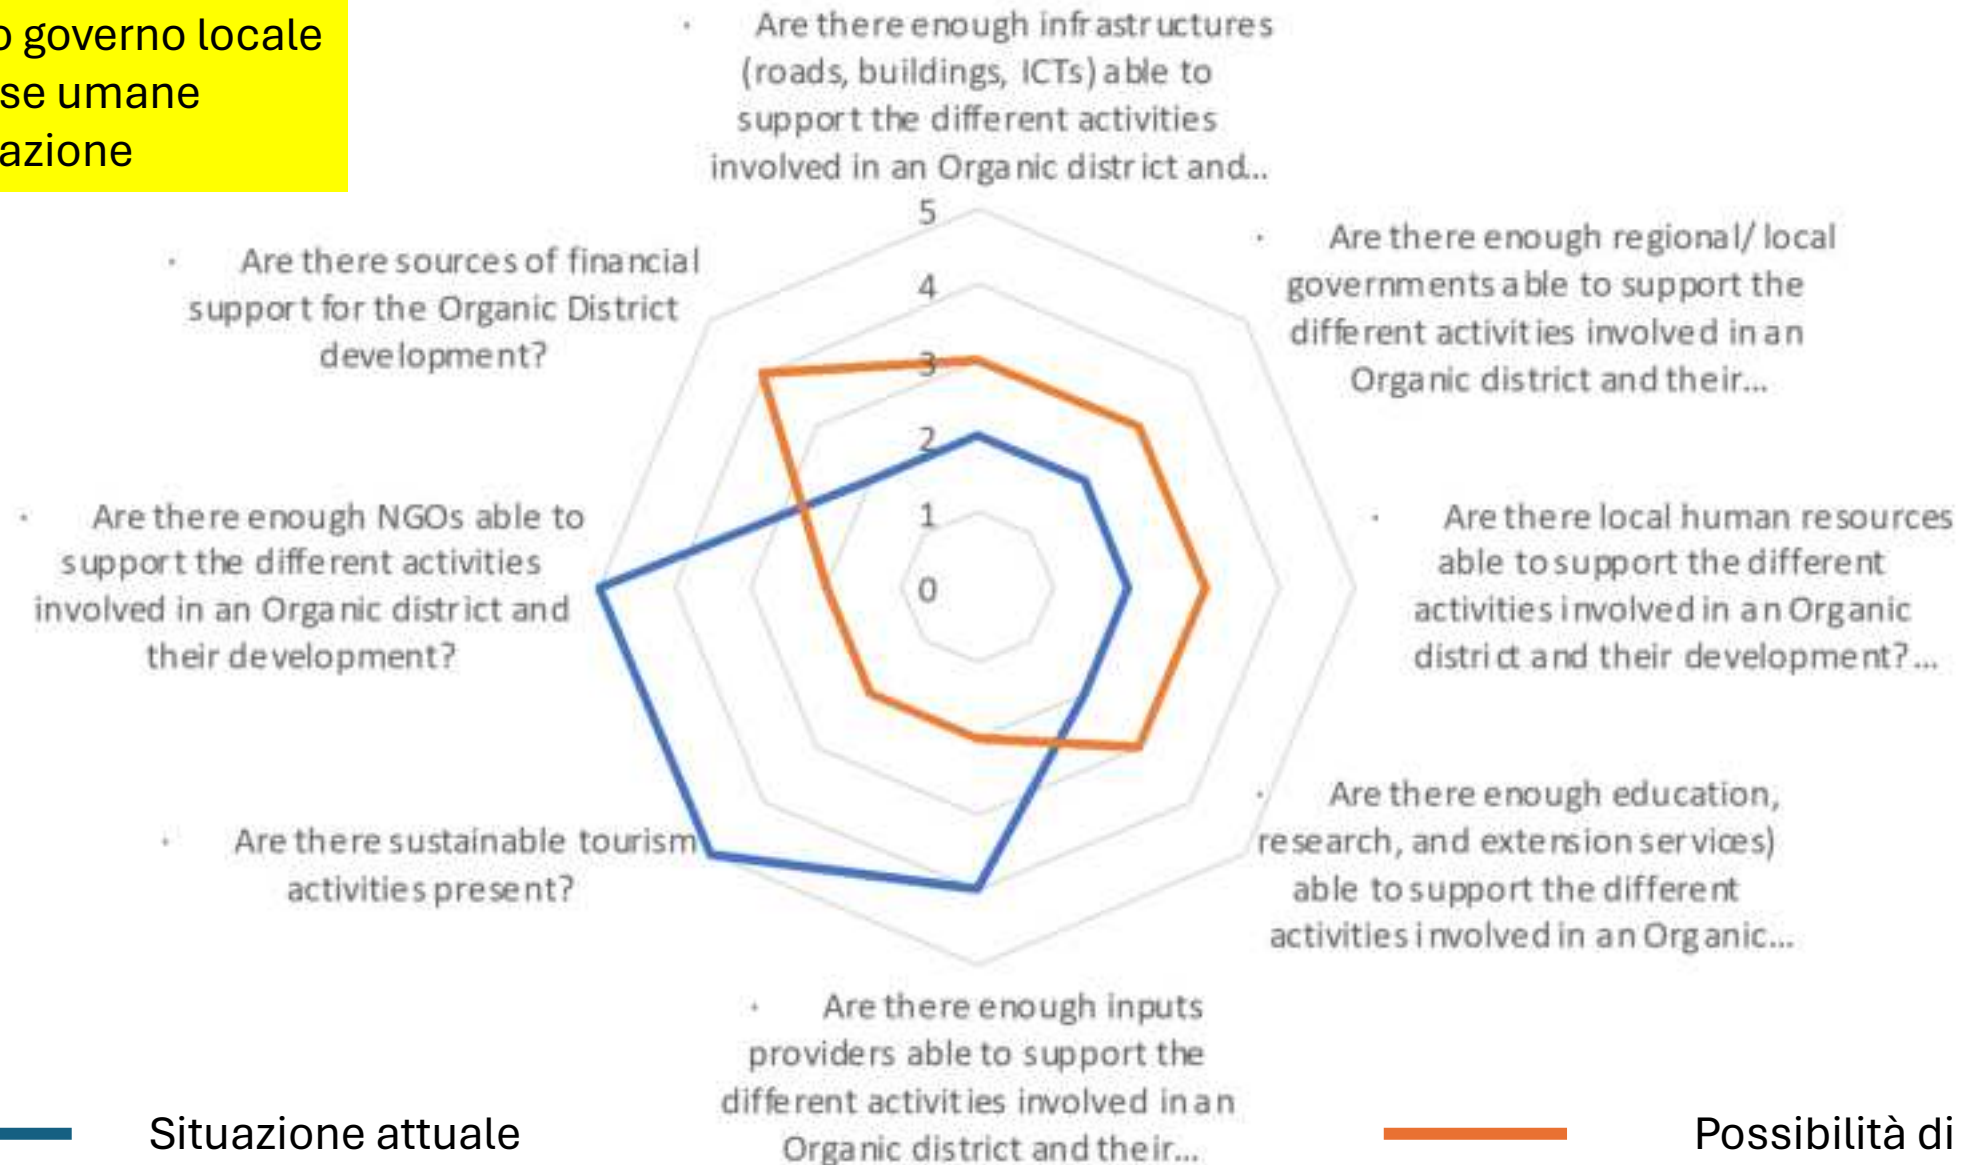 o governo locale
se umane
azione
· Are there enough infrastructures
(roads, buildings, ICTs) able to
support the different activities
involved in an Organic district and...
· Are there enough regional/ local
governments able to support the
different activities involved in an
Organic district and their...
· Are there local human resources
able to support the different
activities involved in an Organic
district and their development?...
· Are there enough education,
research, and extension services)
able to support the different
activities involved in an Organic...
· Are there enough inputs
providers able to support the
different activities involved in an
Organic district and their...
· Are there sustainable tourism
activities present?
· Are there enough NGOs able to
support the different activities
involved in an Organic district and
their development?
· Are there sources of financial
support for the Organic District
development?
5
4
3
2
1
0
Situazione attuale
Possibilità di